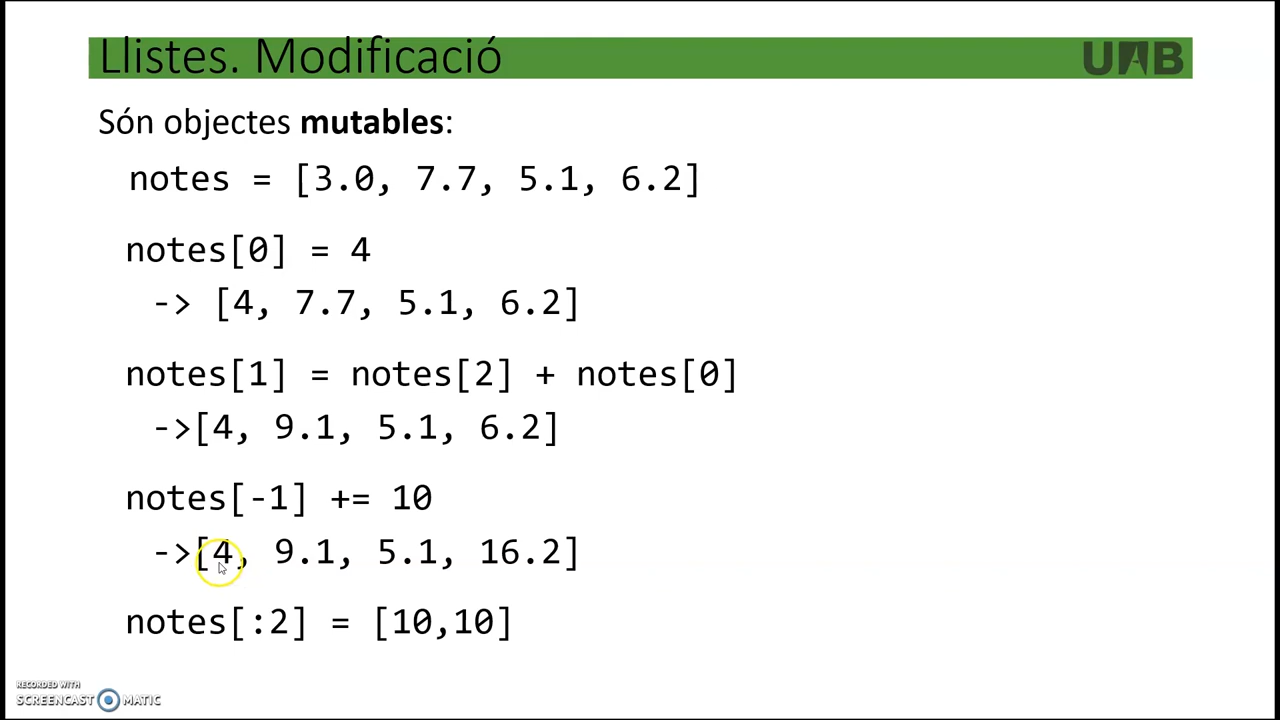 Llistes. Modificació
UAB
Són objectes mutables:
notes = [3.0, 7.7, 5.1, 6.2]
notes[0] = 4
-> [4, 7.7, 5.1, 6.2]
notes[1] = notes[2] + notes[0]
->[4, 9.1, 5.1, 6.2]
notes[-1] += 10
->[4, 9.1, 5.1, 16.2]
notes[:2] = [10,10]
RECORDED WITH
SCREENCAST MATIC